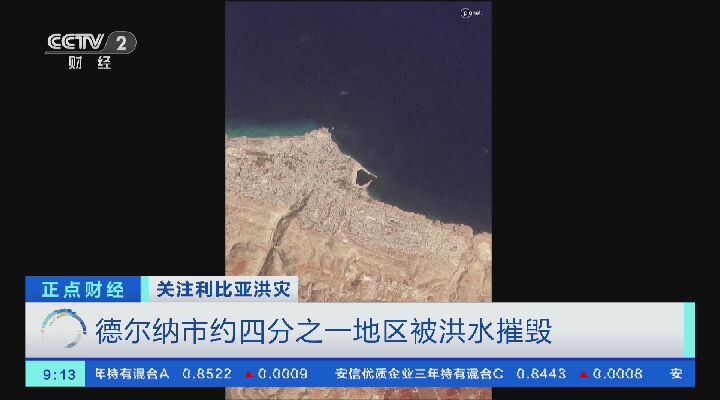 planet.
CCTV 2
财经
正点财经
关注利比亚洪灾
德尔纳市约四分之一地区被洪水摧毁
9:13
年持有混合A 0.8522 ▲0.0009 安信优质企业三年持有混合C 0.8443 ▲0.0008 安